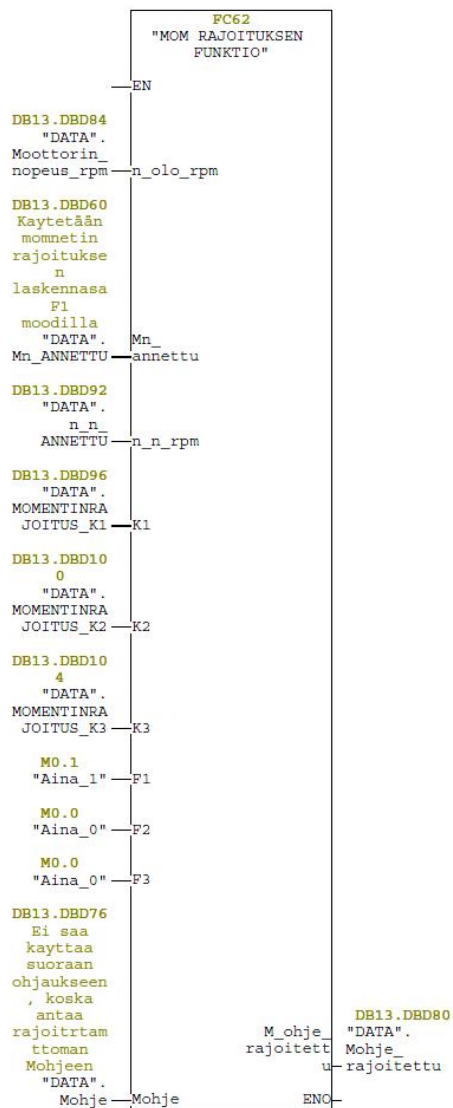 FC62
"MOM RAJOITUKSEN
FUNKTIO"
EN
DB13.DBD84
"DATA".
Moottorin_
nopeus_rpm n_olo_rpm
DB13.DBD60
Kaytetään
momnetin
rajoitukse
n
laskennasa
F1
moodilla
"DATA". Mn_
Mn_ANNETTU annettu
DB13.DBD92
"DATA".
n_n_
ANNETTU n_n_rpm
DB13.DBD96
"DATA".
MOMENTINRA
JOITUS_K1 K1
DB13.DBD10
0
"DATA".
MOMENTINRA
JOITUS_K2 K2
DB13.DBD10
4
"DATA".
MOMENTINRA
JOITUS_K3 K3
M0.1
"Aina_1" F1
M0.0
"Aina_0" F2
M0.0
"Aina_0" F3
DB13.DBD76
Ei saa
kayttaa
suoraan
ohjaukseen
, koska
antaa
rajoitrtam
ttoman
Mohjeen
"DATA".
Mohje Mohje
DB13.DBD80
M_ohje_ "DATA".
rajoitett Mohje_
u rajoitettu
ENO